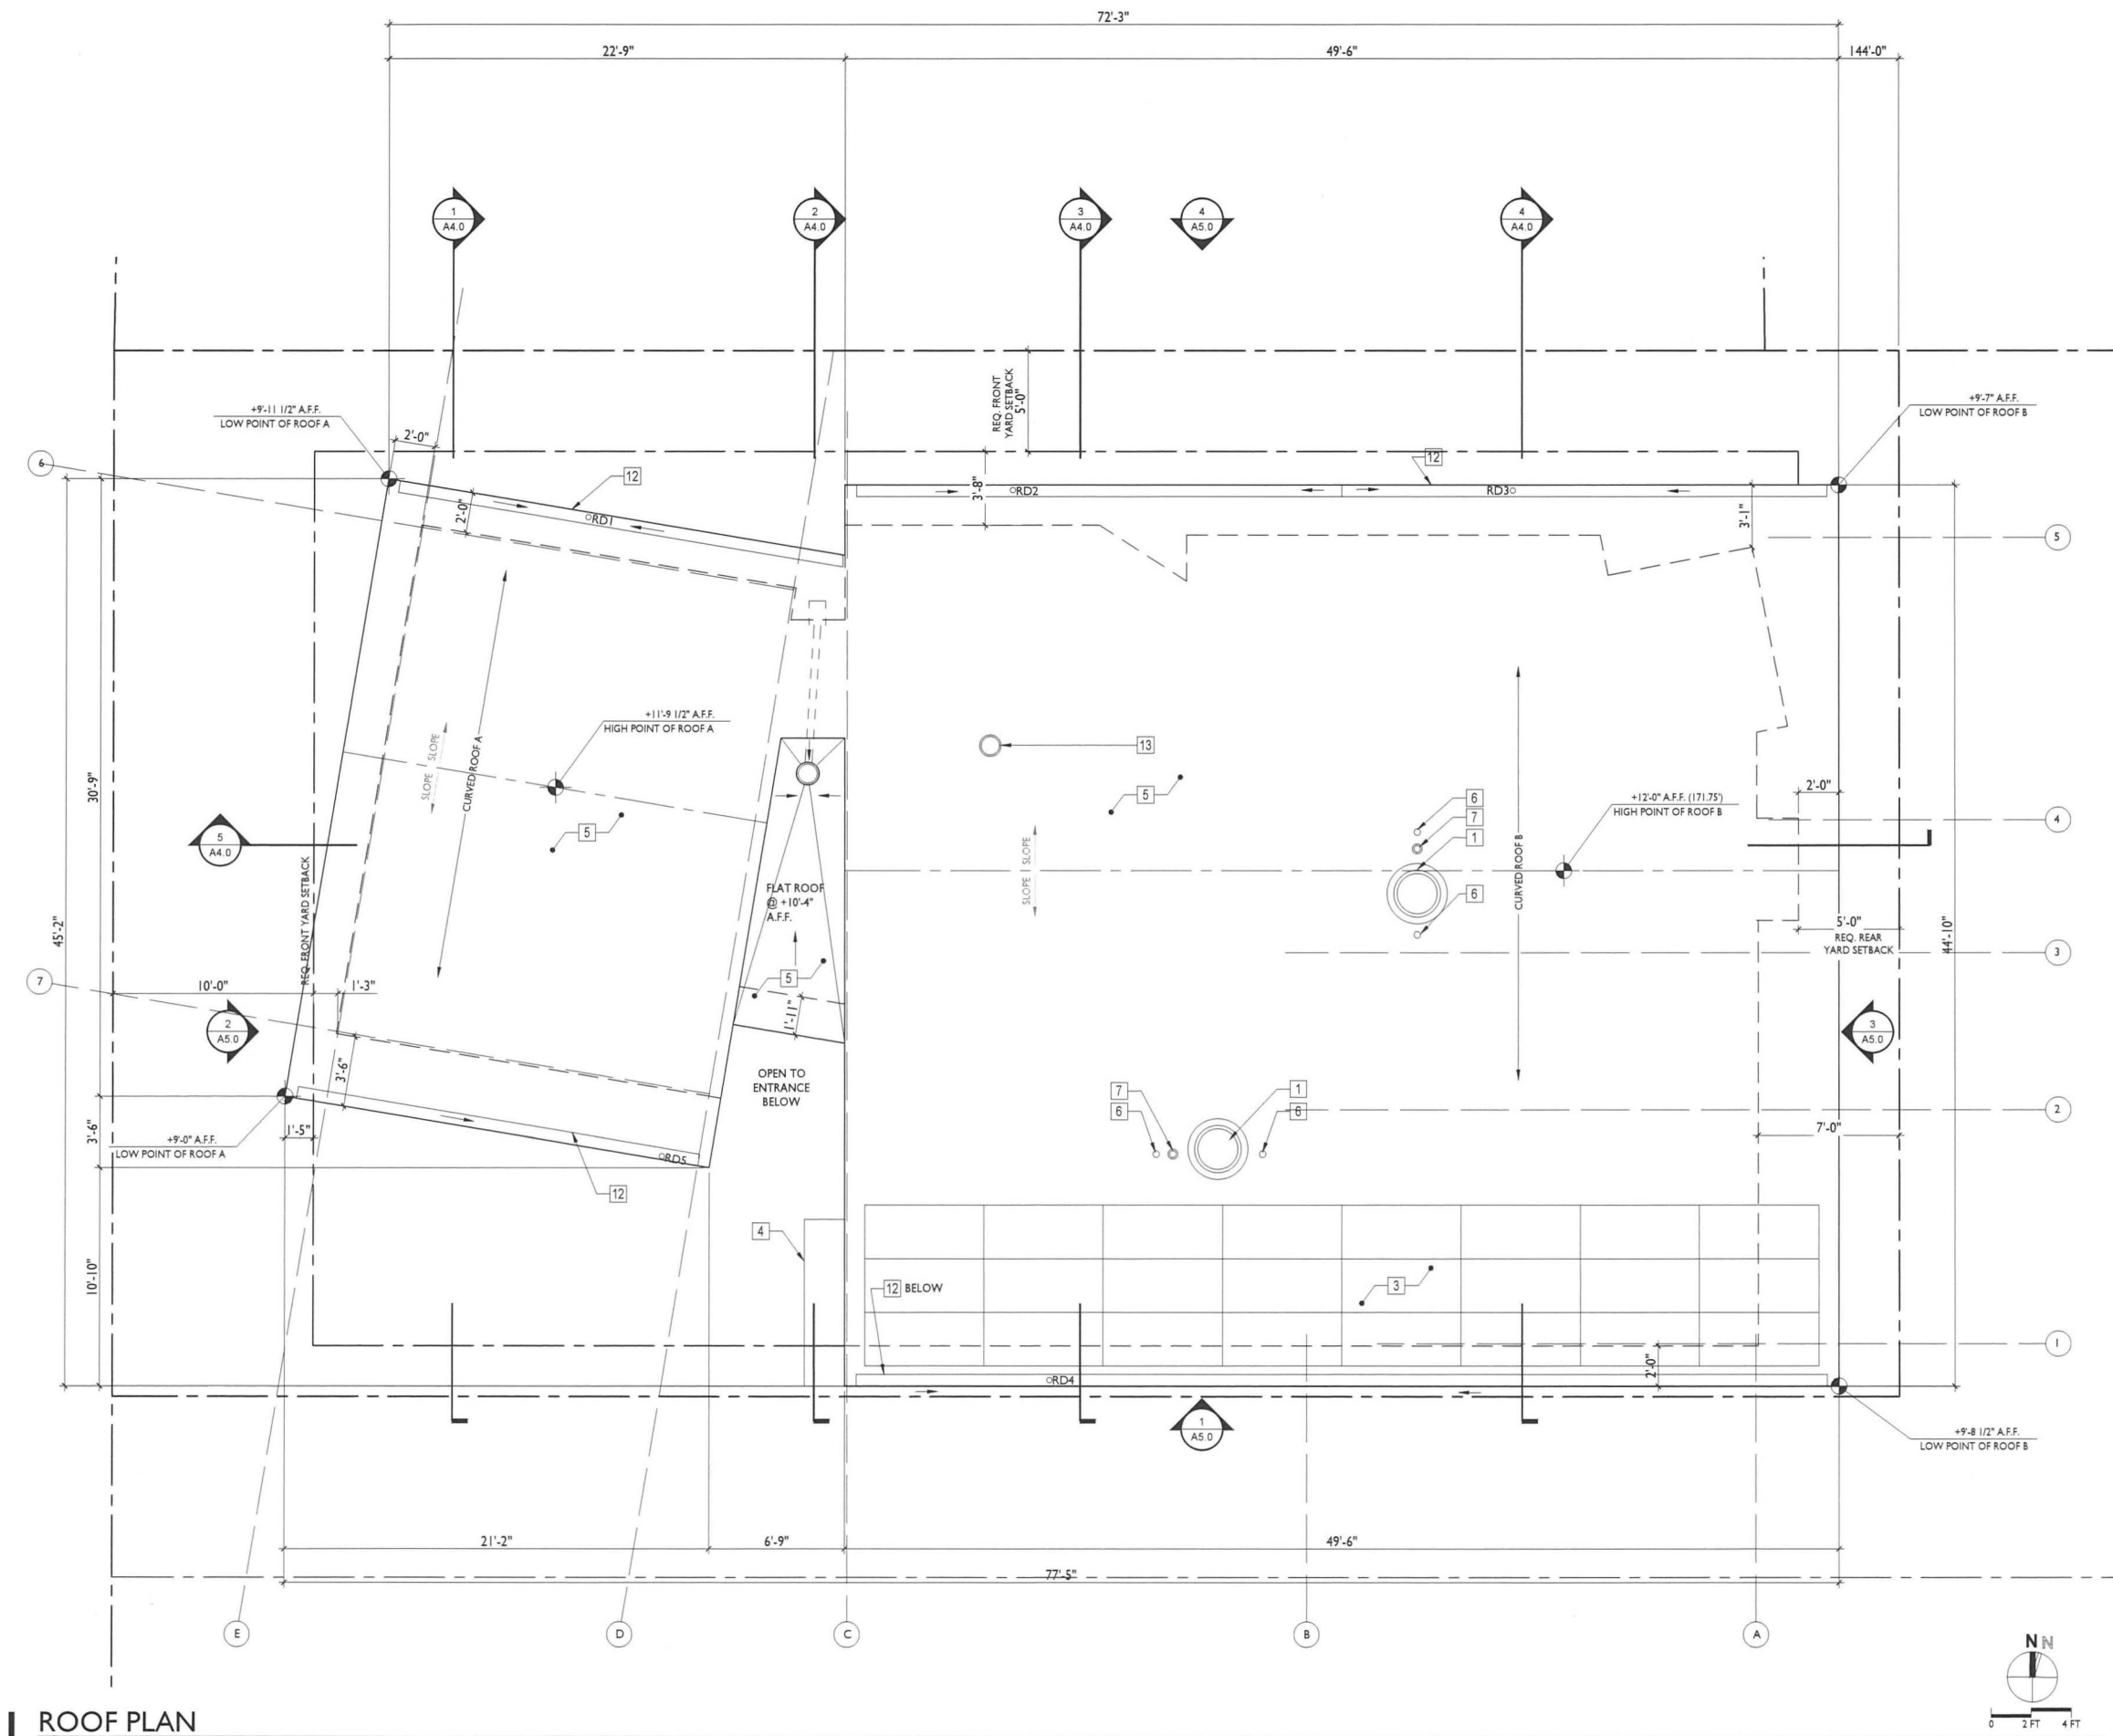 72'-3"
22'-9"
49'-6"
144'-0"
1
A4.0
2
A4.0
3
A4.0
4
A5.0
4
A4.0
REQ. FRONT
YARD SETBACK
5'-0"
+9'-11 1/2" A.F.F.
LOW POINT OF ROOF A
+9'-7" A.F.F.
LOW POINT OF ROOF B
2'-0"
6
12
12
2'-0"
RD1
3'-8"
RD2
RD3
3'-1"
5
+11'-9 1/2" A.F.F.
HIGH POINT OF ROOF A
SLOPE
SLOPE
CURVED ROOF A
13
5
2'-0"
30'-9"
6
7
1
+12'-0" A.F.F. (171.75')
HIGH POINT OF ROOF B
4
5
5
A4.0
SLOPE
SLOPE
CURVED ROOF B
6
FLAT ROOF
@ +10'-4"
A.F.F.
REQ. FRONT YARD SETBACK
45'-2"
5'-0"
REQ. REAR
YARD SETBACK
44'-10"
3
7
10'-0"
1'-3"
5
1'-11"
2
A5.0
3
A5.0
3'-6"
OPEN TO
ENTRANCE
BELOW
7
6
1
6
2
3'-6"
1'-5"
7'-0"
+9'-0" A.F.F.
LOW POINT OF ROOF A
RD5
12
4
10'-10"
12 BELOW
3
1
2'-0"
RD4
1
A5.0
+9'-8 1/2" A.F.F.
LOW POINT OF ROOF B
21'-2"
6'-9"
49'-6"
77'-5"
E
D
C
B
A
N N
0 2 FT 4 FT
1 ROOF PLAN